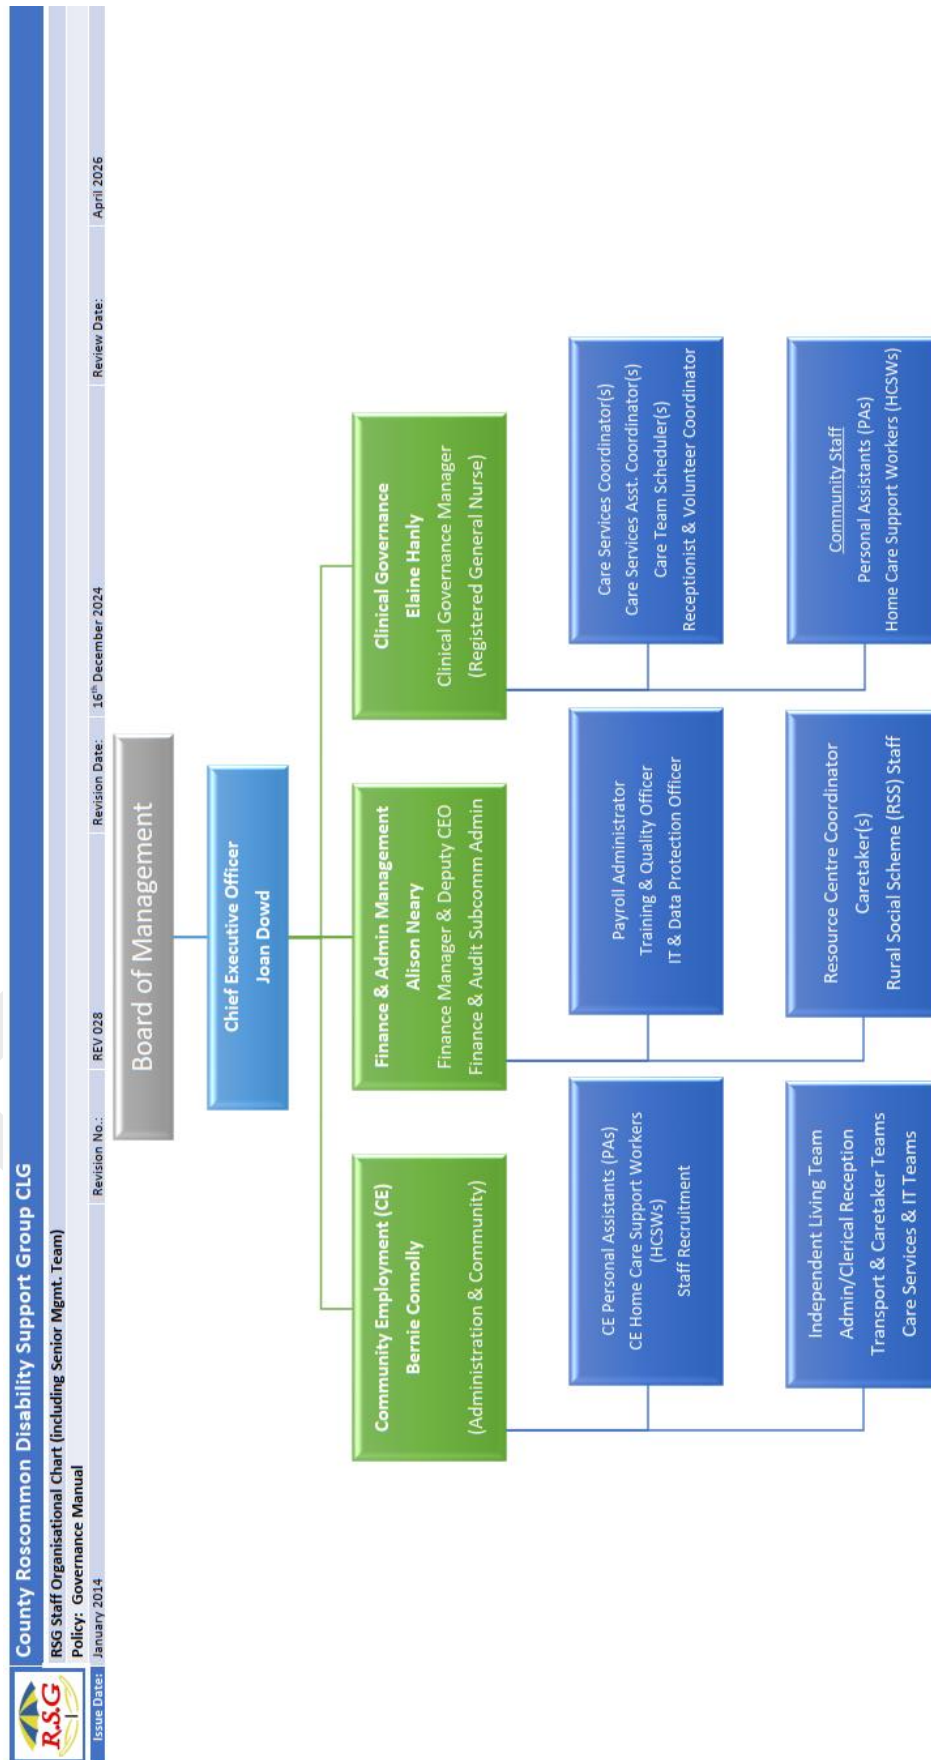 R.S.G
County Roscommon Disability Support Group CLG
RSG Staff Organisational Chart (including Senior Mgmt. Team)
Policy: Governance Manual
Issue Date: January 2014 Revision No.: REV 028 Revision Date: 16th December 2024 Review Date: April 2026
Board of Management
Chief Executive Officer
Joan Dowd
Community Employment (CE)
Bernie Connolly
(Administration & Community)
Finance & Admin Management
Alison Neary
Finance Manager & Deputy CEO
Finance & Audit Subcomm Admin
Clinical Governance
Elaine Hanly
Clinical Governance Manager
(Registered General Nurse)
CE Personal Assistants (PAs)
CE Home Care Support Workers
(HCSWs)
Staff Recruitment
Payroll Administrator
Training & Quality Officer
IT & Data Protection Officer
Care Services Coordinator(s)
Care Services Asst. Coordinator(s)
Care Team Scheduler(s)
Receptionist & Volunteer Coordinator
Independent Living Team
Admin/Clerical Reception
Transport & Caretaker Teams
Care Services & IT Teams
Resource Centre Coordinator
Caretaker(s)
Rural Social Scheme (RSS) Staff
Community Staff
Personal Assistants (PAs)
Home Care Support Workers (HCSWs)